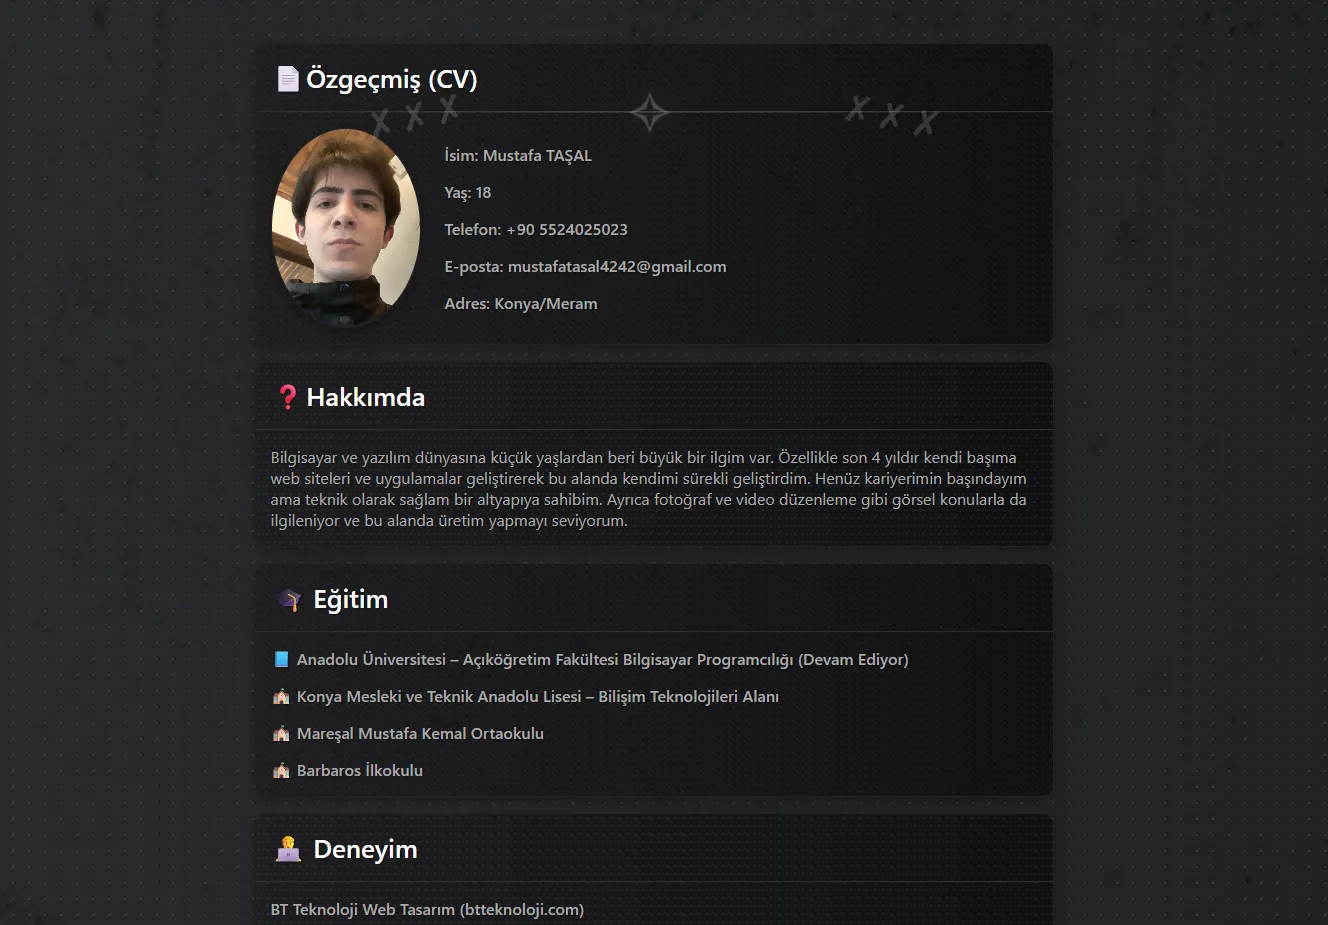 Özgeçmiş (CV)
İsim: Mustafa TAŞAL
Yaş: 18
Telefon: +90 5524025023
E-posta: mustafatasal4242@gmail.com
Adres: Konya/Meram
Hakkımda
Bilgisayar ve yazılım dünyasına küçük yaşlardan beri büyük bir ilgim var. Özellikle son 4 yıldır kendi başıma
web siteleri ve uygulamalar geliştirerek bu alanda kendimi sürekli geliştirdim. Henüz kariyerimin başındayım
ama teknik olarak sağlam bir altyapıya sahibim. Ayrıca fotoğraf ve video düzenleme gibi görsel konularla da
ilgileniyor ve bu alanda üretim yapmayı seviyorum.
Eğitim
Anadolu Üniversitesi – Açıköğretim Fakültesi Bilgisayar Programcılığı (Devam Ediyor)
Konya Mesleki ve Teknik Anadolu Lisesi – Bilişim Teknolojileri Alanı
Mareşal Mustafa Kemal Ortaokulu
Barbaros İlkokulu
Deneyim
BT Teknoloji Web Tasarım (btteknoloji.com)